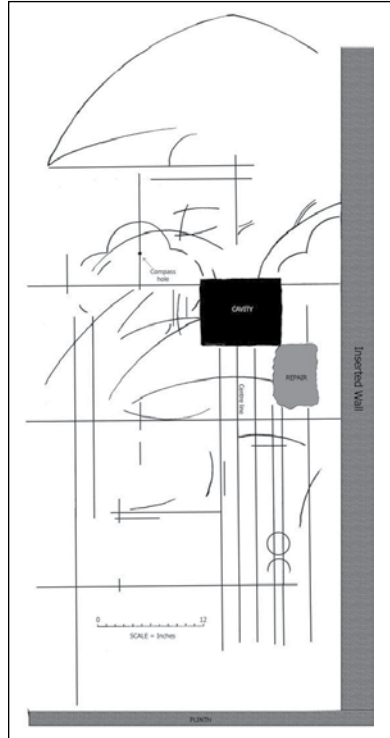 Compass
hole
CAVITY
Inserted Wall
REPAIR
Centre line
0 12
SCALE = Inches
PLINTH